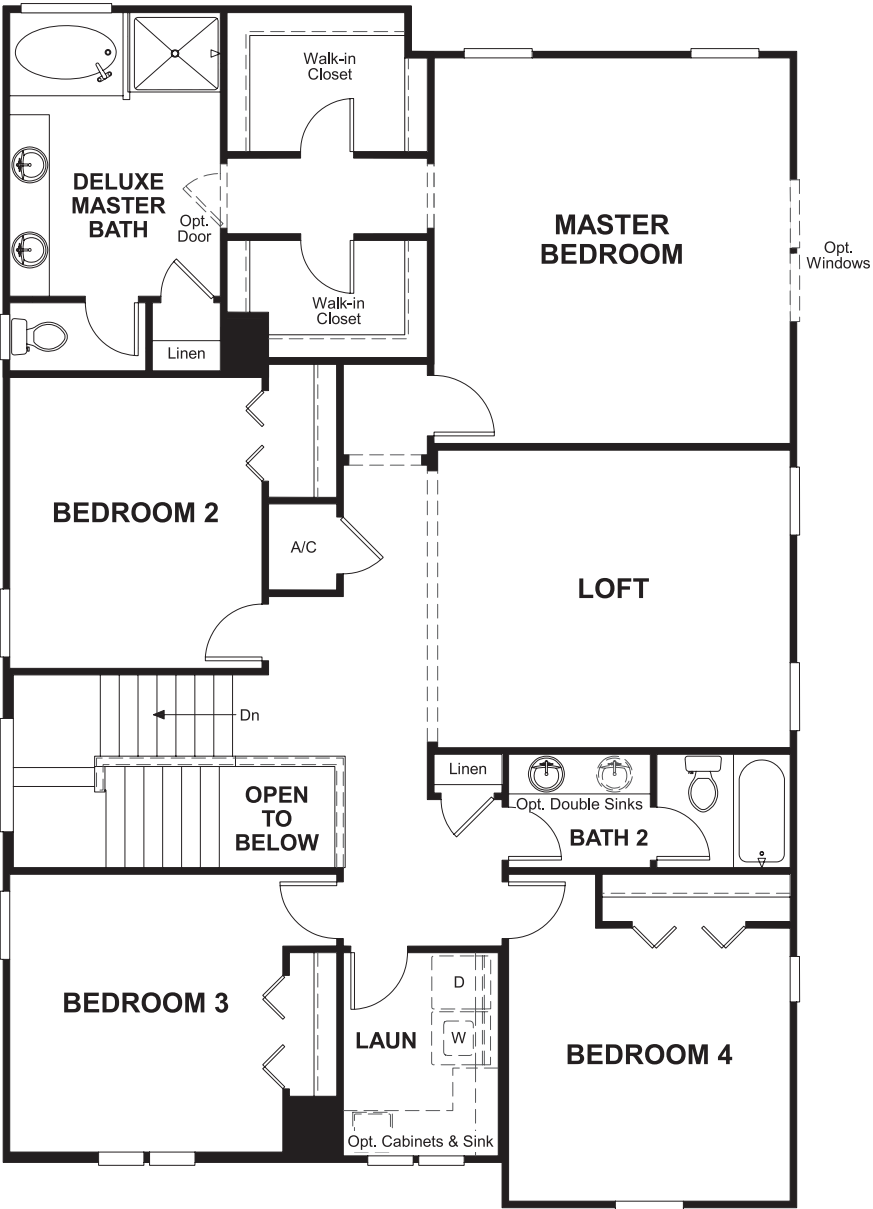 Walk-in
Closet
DELUXE
MASTER
BATH
Opt.
Door
MASTER
BEDROOM
Opt.
Windows
Walk-in
Closet
Linen
BEDROOM 2
A/C
LOFT
Dn
OPEN
TO
BELOW
Linen
Opt. Double Sinks
BATH 2
BEDROOM 3
D
W
LAUN
BEDROOM 4
Opt. Cabinets & Sink